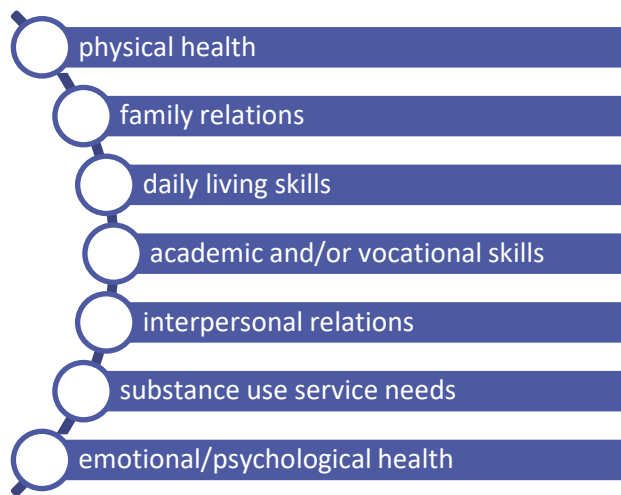 physical health
family relations
daily living skills
academic and/or vocational skills
interpersonal relations
substance use service needs
emotional/psychological health